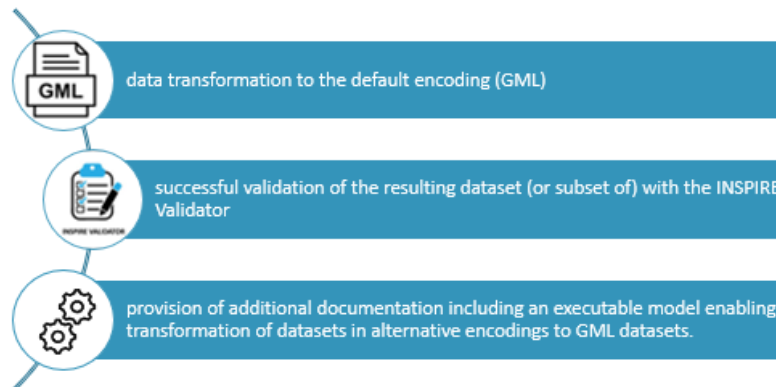 GML
data transformation to the default encoding (GML)
successful validation of the resulting dataset (or subset of) with the INSPIRE
Validator
INSPIRE VALIDATOR
provision of additional documentation including an executable model enabling
transformation of datasets in alternative encodings to GML datasets.